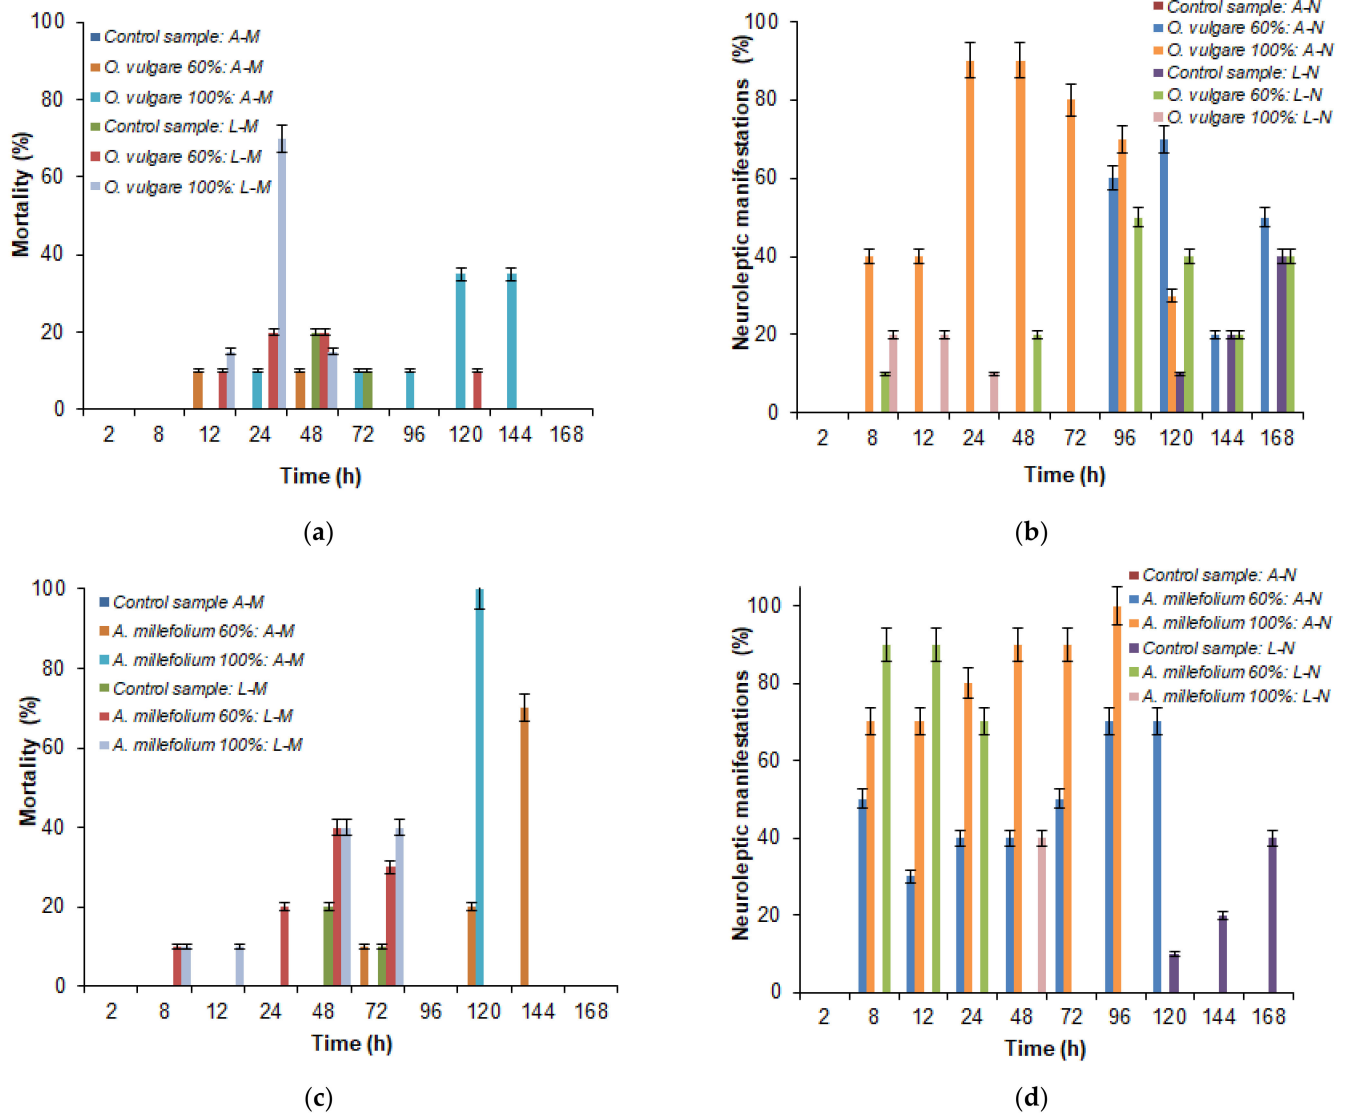 100
80
60
40
20
0
Mortality (%)
Control sample: A-M
O. vulgare 60%: A-M
O. vulgare 100%: A-M
Control sample: L-M
O. vulgare 60%: L-M
O. vulgare 100%: L-M
2 8 12 24 48 72 96 120 144 168
Time (h)
(a)
100
80
60
40
20
0
Neuroleptic manifestations (%)
Control sample: A-N
O. vulgare 60%: A-N
O. vulgare 100%: A-N
Control sample: L-N
O. vulgare 60%: L-N
O. vulgare 100%: L-N
2 8 12 24 48 72 96 120 144 168
Time (h)
(b)
100
80
60
40
20
0
Mortality (%)
Control sample A-M
A. millefolium 60%: A-M
A. millefolium 100%: A-M
Control sample: L-M
A. millefolium 60%: L-M
A. millefolium 100%: L-M
2 8 12 24 48 72 96 120 144 168
Time (h)
(c)
100
80
60
40
20
0
Neuroleptic manifestations (%)
Control sample: A-N
A. millefolium 60%: A-N
A. millefolium 100%: A-N
Control sample: L-N
A. millefolium 60%: L-N
A. millefolium 100%: L-N
2 8 12 24 48 72 96 120 144 168
Time (h)
(d)